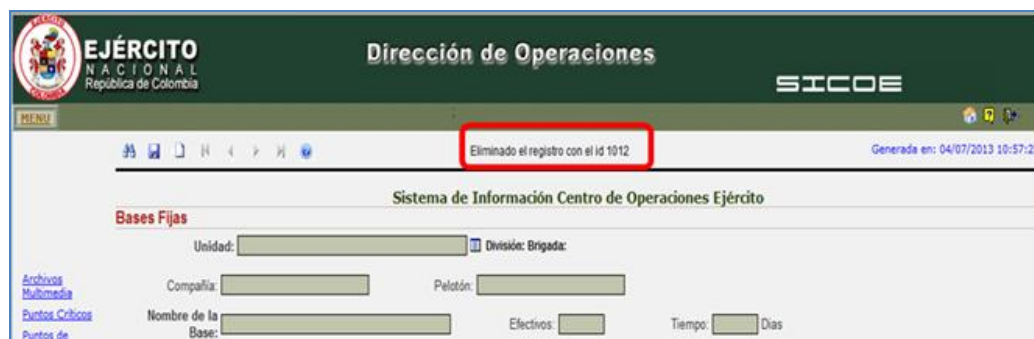 EJÉRCITO
NACIONAL
República de Colombia
Dirección de Operaciones
SICOE
MENU
Eliminado el registro con el id 1012
Generada en: 04/07/2013 10:57:2
Sistema de Información Centro de Operaciones Ejército
Bases Fijas
Unidad:
División: Brigada:
Archivos
Multimedia
Compañia:
Pelotón:
Puntos Críticos
Nombre de la
Base:
Efectivos:
Tiempo:
Dias
Puntos de